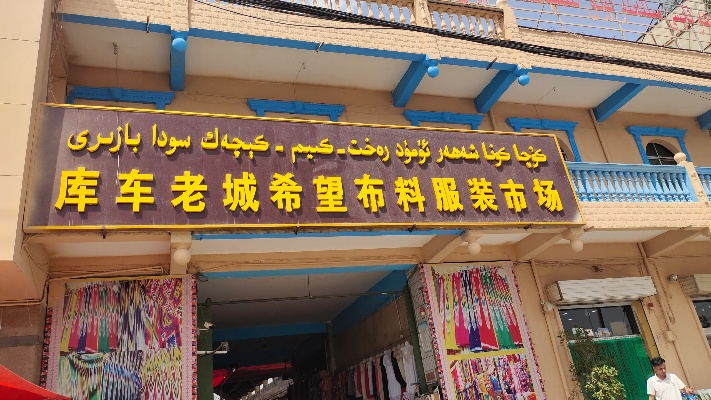 كۇچا كونا شەھەر ئۈمۈد رەخت-كىيىم - كېچەك سودا بازىرى
库车老城希望布料服装市场